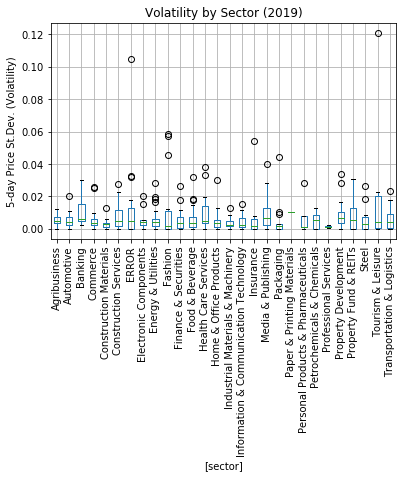 Volatility by Sector (2019)
5-day Price St.Dev. (Volatility)
0.12
0.10
0.08
0.06
0.04
0.02
0.00
Agribusiness
Automotive
Banking
Commerce
Construction Materials
Construction Services
ERROR
Electronic Components
Energy & Utilities
Fashion
Finance & Securities
Food & Beverage
Health Care Services
Home & Office Products
Industrial Materials & Machinery
Information & Communication Technology
Insurance
Media & Publishing
Packaging
Paper & Printing Materials
Personal Products & Pharmaceuticals
Petrochemicals & Chemicals
Professional Services
Property Development
Property Fund & REITs
Steel
Tourism & Leisure
Transportation & Logistics
[sector]